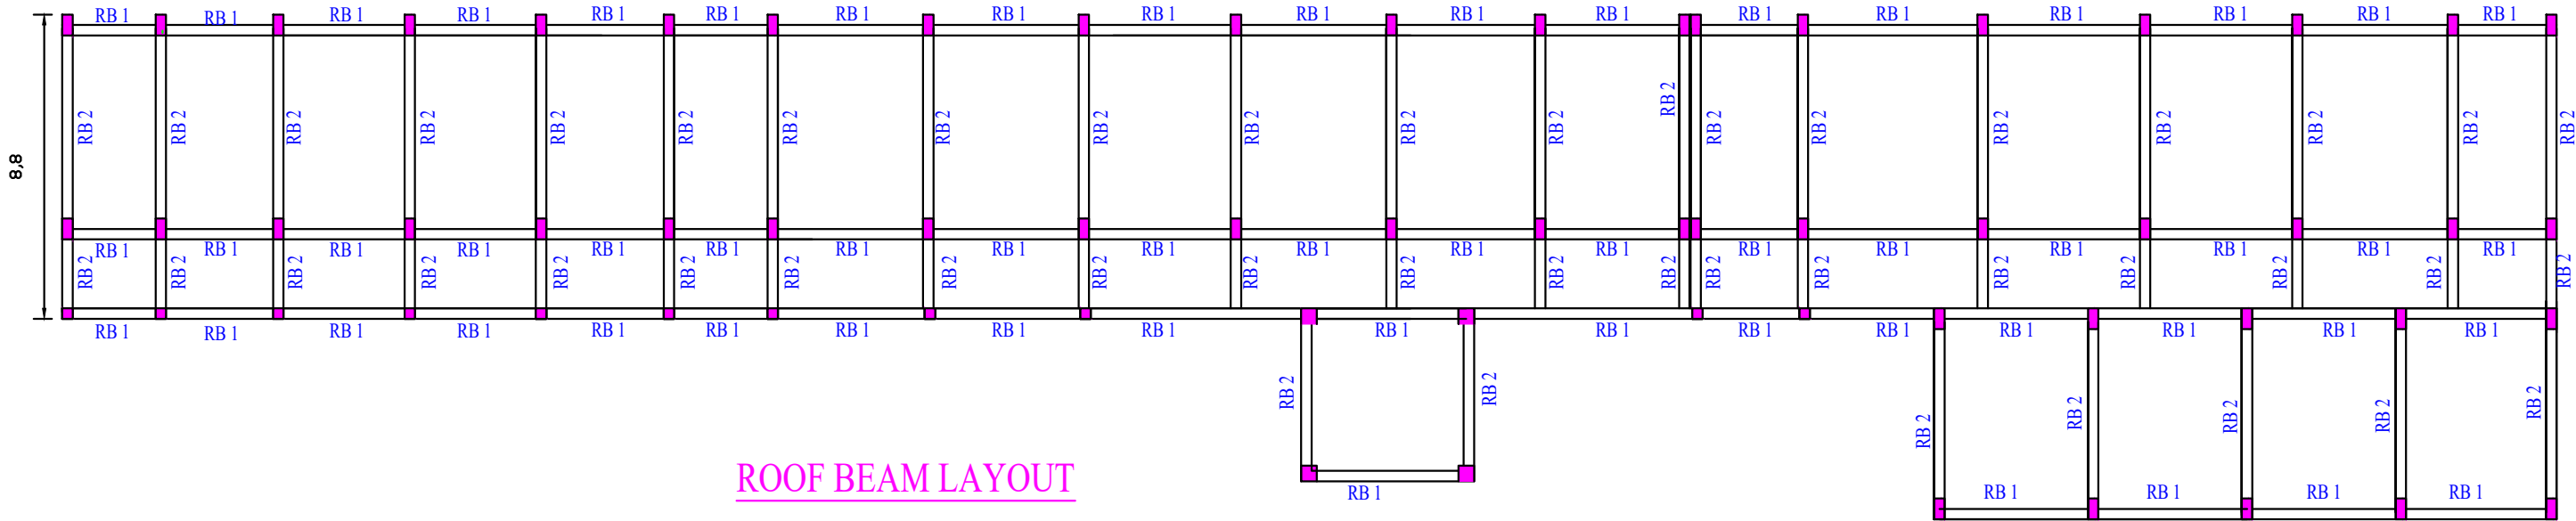 RB 1 RB 1 RB 1 RB 1 RB 1 RB 1 RB 1 RB 1 RB 1 RB 1 RB 1 RB 1 RB 1 RB 1 RB 1 RB 1 RB 1 RB 1
8,8
RB 2 RB 2 RB 2 RB 2 RB 2 RB 2 RB 2 RB 2 RB 2 RB 2 RB 2 RB 2 RB 2 RB 2 RB 2 RB 2 RB 2 RB 2 RB 2 RB 2
RB 1 RB 1 RB 1 RB 1 RB 1 RB 1 RB 1 RB 1 RB 1 RB 1 RB 1 RB 1 RB 1 RB 1 RB 1 RB 1 RB 1 RB 1
RB 2 RB 2 RB 2 RB 2 RB 2 RB 2 RB 2 RB 2 RB 2 RB 2 RB 2 RB 2 RB 2 RB 2 RB 2 RB 2 RB 2 RB 2 RB 2 RB 2
RB 1 RB 1 RB 1 RB 1 RB 1 RB 1 RB 1 RB 1 RB 1 RB 1 RB 1 RB 1 RB 1 RB 1 RB 1 RB 1 RB 1
RB 2 RB 2 RB 2 RB 2 RB 2 RB 2 RB 2
ROOF BEAM LAYOUT
RB 1 RB 1 RB 1 RB 1 RB 1